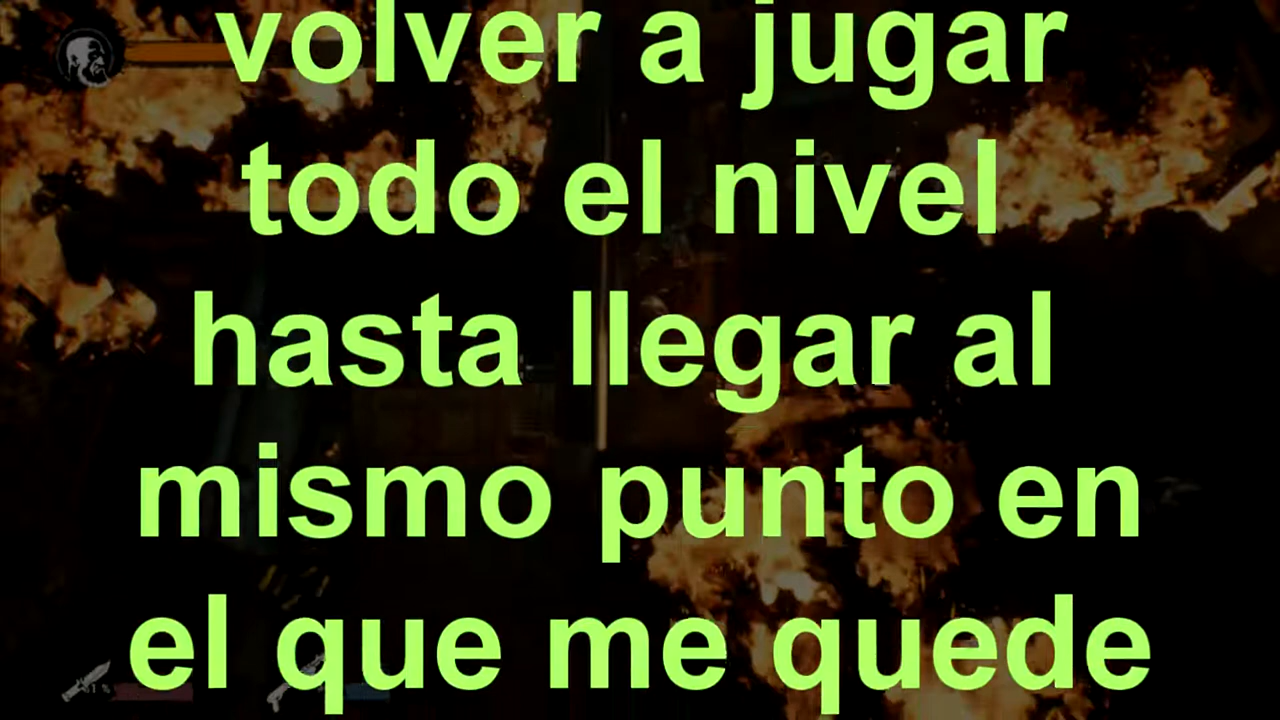 volver a jugar
todo el nivel
hasta llegar al
mismo punto en
el que me quede